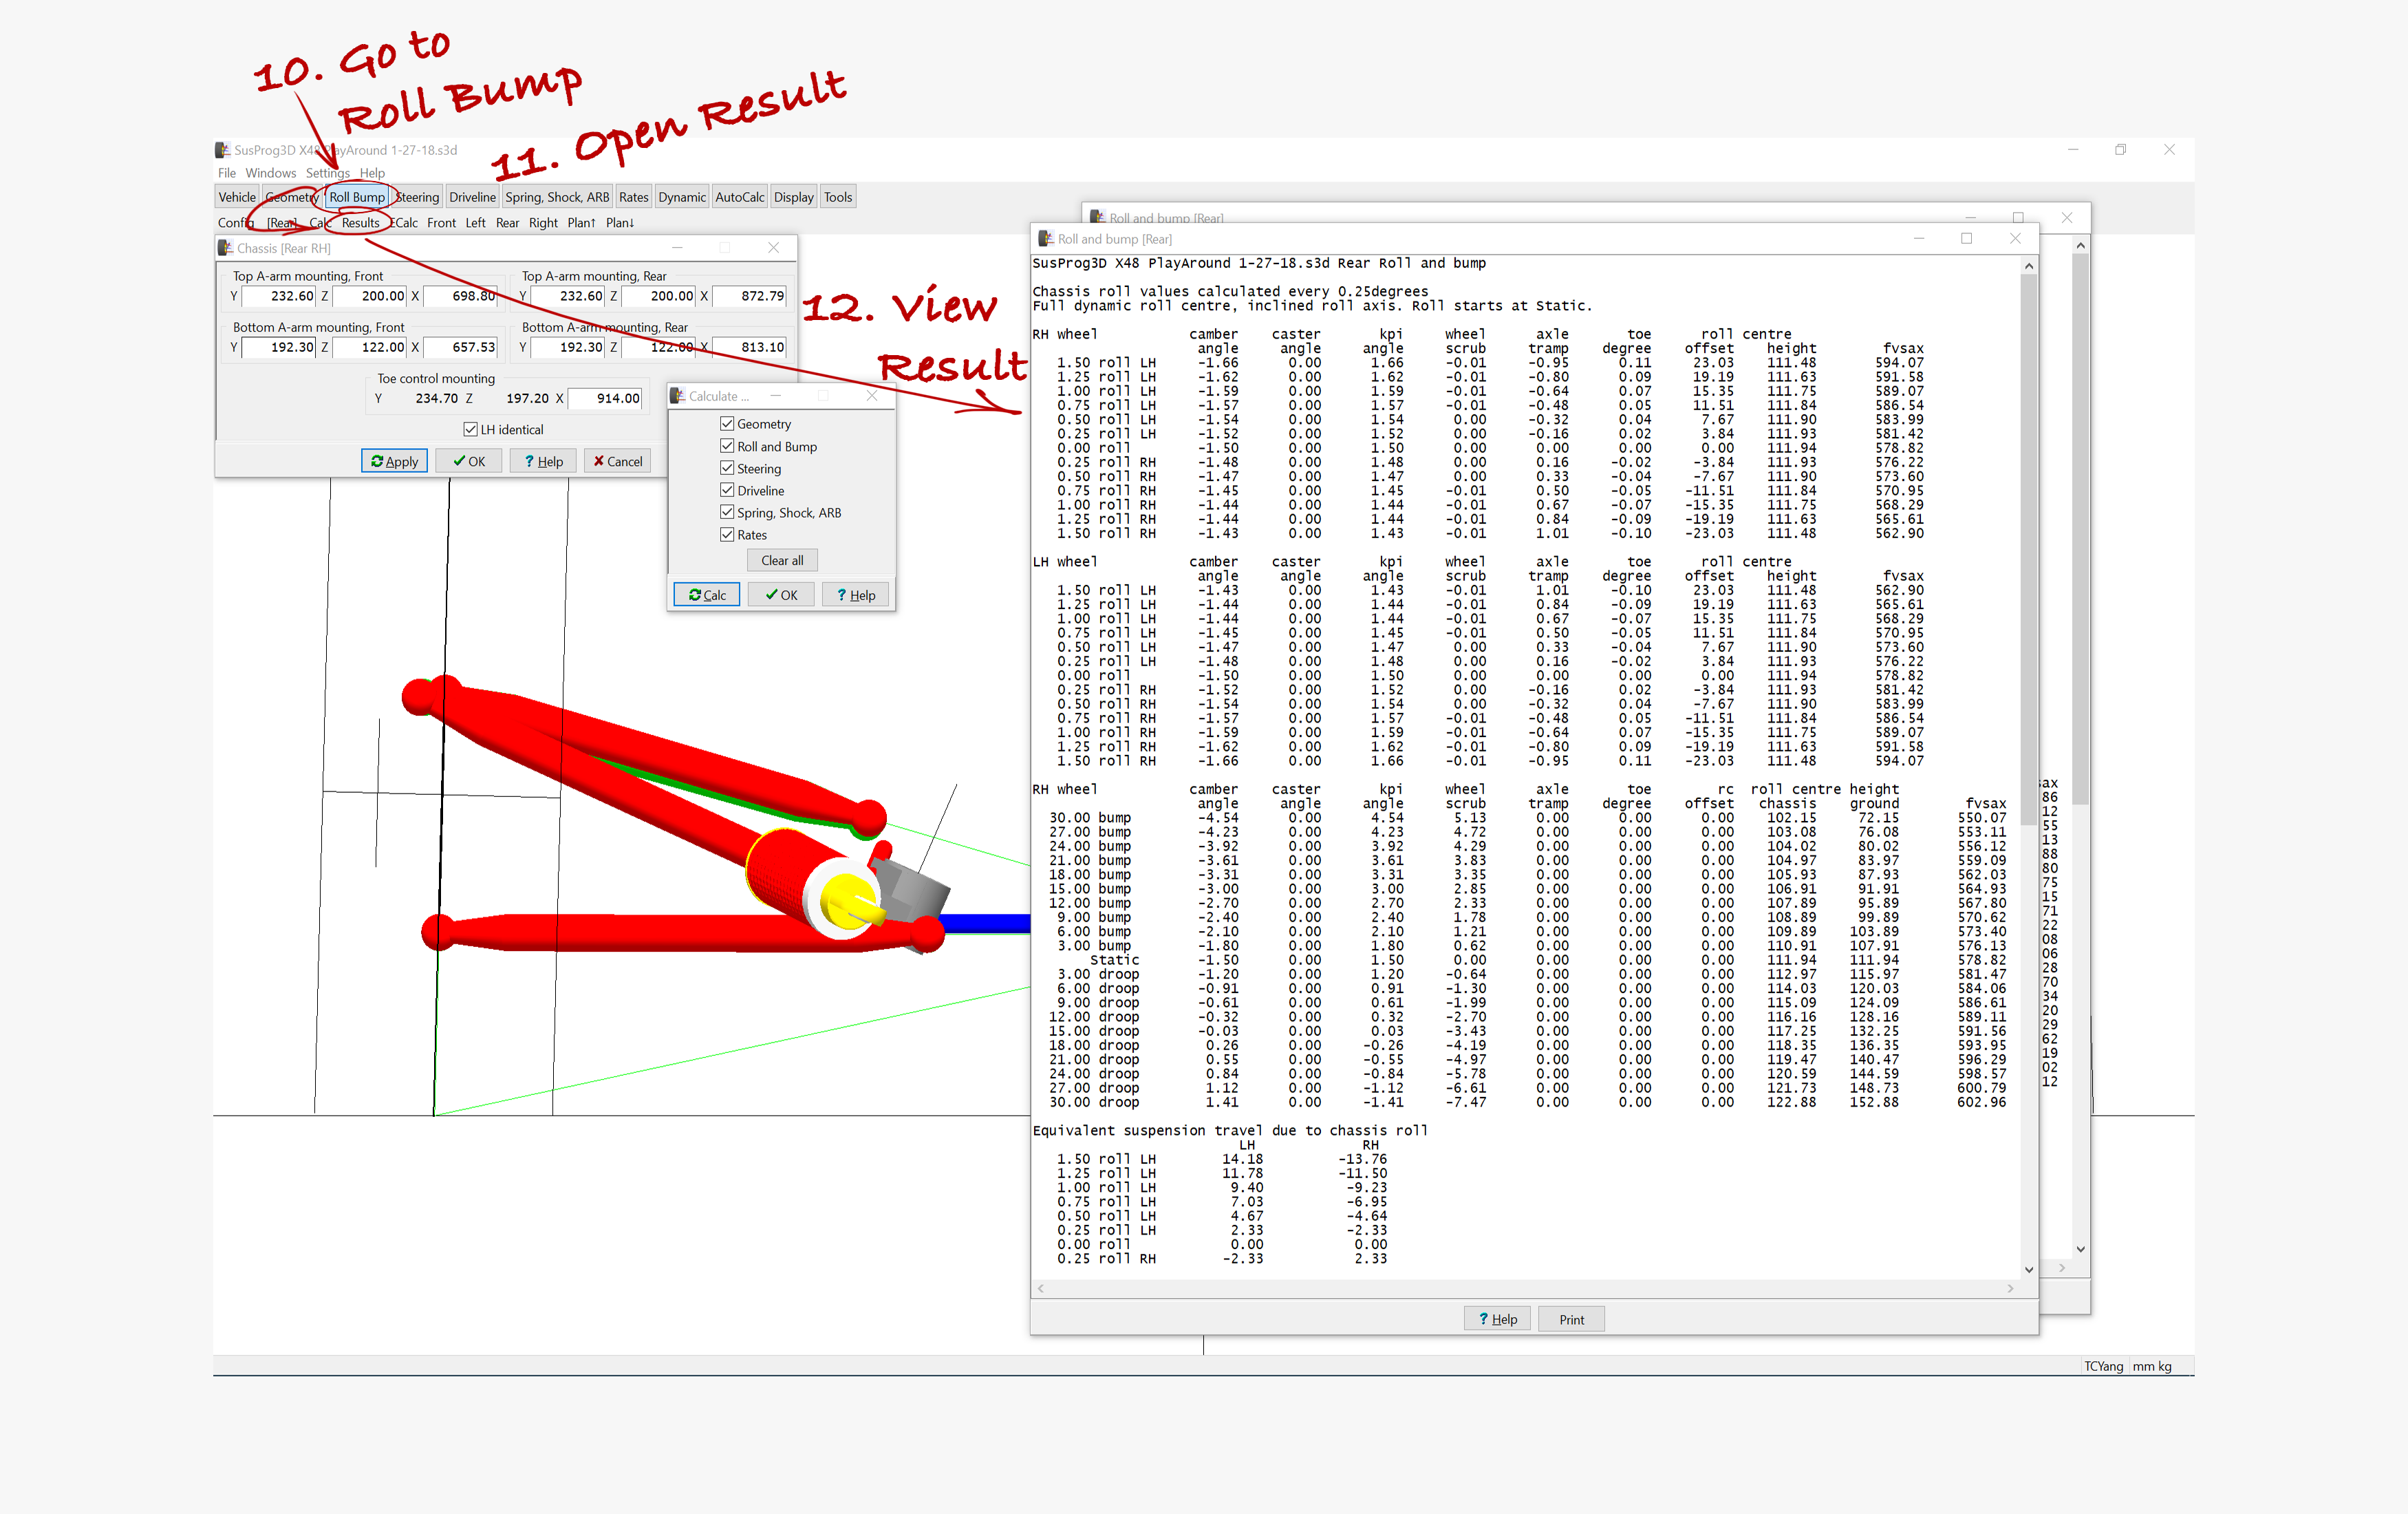 10. Go to
Roll Bump
11. Open Result
SusProg3D X48 PlayAround 1-27-18.s3d
File Windows Settings Help
Vehicle Geometry Roll Bump Steering Driveline Spring, Shock, ARB Rates Dynamic AutoCalc Display Tools
Config [Rear] Calc Results ECalc Front Left Rear Right Plan↑ Plan↓
Chassis [Rear RH]
Top A-arm mounting, Front Top A-arm mounting, Rear
Y 232.60 Z 200.00 X 698.80 Y 232.60 Z 200.00 X 872.79
Bottom A-arm mounting, Front Bottom A-arm mounting, Rear
Y 192.30 Z 122.00 X 657.53 Y 192.30 Z 122.00 X 813.10
Toe control mounting
Y 234.70 Z 197.20 X 914.00
LH identical
Apply OK Help Cancel
12. View
Result
Calculate ...
Geometry
Roll and Bump
Steering
Driveline
Spring, Shock, ARB
Rates
Clear all
Calc OK Help
Roll and bump [Rear]
Roll and bump [Rear]
SusProg3D X48 PlayAround 1-27-18.s3d Rear Roll and bump
Chassis roll values calculated every 0.25degrees
Full dynamic roll centre, inclined roll axis. Roll starts at Static.
RH wheel camber caster kpi wheel axle toe roll centre
angle angle angle scrub tramp degree offset height fvsax
1.50 roll LH -1.66 0.00 1.66 -0.01 -0.95 0.11 23.03 111.48 594.07
1.25 roll LH -1.62 0.00 1.62 -0.01 -0.80 0.09 19.19 111.63 591.58
1.00 roll LH -1.59 0.00 1.59 -0.01 -0.64 0.07 15.35 111.75 589.07
0.75 roll LH -1.57 0.00 1.57 -0.01 -0.48 0.05 11.51 111.84 586.54
0.50 roll LH -1.54 0.00 1.54 0.00 -0.32 0.04 7.67 111.90 583.99
0.25 roll LH -1.52 0.00 1.52 0.00 -0.16 0.02 3.84 111.93 581.42
0.00 roll -1.50 0.00 1.50 0.00 0.00 0.00 0.00 111.94 578.82
0.25 roll RH -1.48 0.00 1.48 0.00 0.16 -0.02 -3.84 111.93 576.22
0.50 roll RH -1.47 0.00 1.47 0.00 0.33 -0.04 -7.67 111.90 573.60
0.75 roll RH -1.45 0.00 1.45 -0.01 0.50 -0.05 -11.51 111.84 570.95
1.00 roll RH -1.44 0.00 1.44 -0.01 0.67 -0.07 -15.35 111.75 568.29
1.25 roll RH -1.44 0.00 1.44 -0.01 0.84 -0.09 -19.19 111.63 565.61
1.50 roll RH -1.43 0.00 1.43 -0.01 1.01 -0.10 -23.03 111.48 562.90
LH wheel camber caster kpi wheel axle toe roll centre
angle angle angle scrub tramp degree offset height fvsax
1.50 roll LH -1.43 0.00 1.43 -0.01 1.01 -0.10 23.03 111.48 562.90
1.25 roll LH -1.44 0.00 1.44 -0.01 0.84 -0.09 19.19 111.63 565.61
1.00 roll LH -1.44 0.00 1.44 -0.01 0.67 -0.07 15.35 111.75 568.29
0.75 roll LH -1.45 0.00 1.45 -0.01 0.50 -0.05 11.51 111.84 570.95
0.50 roll LH -1.47 0.00 1.47 0.00 0.33 -0.04 7.67 111.90 573.60
0.25 roll LH -1.48 0.00 1.48 0.00 0.16 -0.02 3.84 111.93 576.22
0.00 roll -1.50 0.00 1.50 0.00 0.00 0.00 0.00 111.94 578.82
0.25 roll RH -1.52 0.00 1.52 0.00 -0.16 0.02 -3.84 111.93 581.42
0.50 roll RH -1.54 0.00 1.54 0.00 -0.32 0.04 -7.67 111.90 583.99
0.75 roll RH -1.57 0.00 1.57 -0.01 -0.48 0.05 -11.51 111.84 586.54
1.00 roll RH -1.59 0.00 1.59 -0.01 -0.64 0.07 -15.35 111.75 589.07
1.25 roll RH -1.62 0.00 1.62 -0.01 -0.80 0.09 -19.19 111.63 591.58
1.50 roll RH -1.66 0.00 1.66 -0.01 -0.95 0.11 -23.03 111.48 594.07
RH wheel camber caster kpi wheel axle toe rc roll centre height
angle angle angle scrub tramp degree offset chassis ground fvsax
30.00 bump -4.54 0.00 4.54 5.13 0.00 0.00 0.00 102.15 72.15 550.07
27.00 bump -4.23 0.00 4.23 4.72 0.00 0.00 0.00 103.08 76.08 553.11
24.00 bump -3.92 0.00 3.92 4.29 0.00 0.00 0.00 104.02 80.02 556.12
21.00 bump -3.61 0.00 3.61 3.83 0.00 0.00 0.00 104.97 83.97 559.09
18.00 bump -3.31 0.00 3.31 3.35 0.00 0.00 0.00 105.93 87.93 562.03
15.00 bump -3.00 0.00 3.00 2.85 0.00 0.00 0.00 106.91 91.91 564.93
12.00 bump -2.70 0.00 2.70 2.33 0.00 0.00 0.00 107.89 95.89 567.80
9.00 bump -2.40 0.00 2.40 1.78 0.00 0.00 0.00 108.89 99.89 570.62
6.00 bump -2.10 0.00 2.10 1.21 0.00 0.00 0.00 109.89 103.89 573.40
3.00 bump -1.80 0.00 1.80 0.62 0.00 0.00 0.00 110.91 107.91 576.13
Static -1.50 0.00 1.50 0.00 0.00 0.00 0.00 111.94 111.94 578.82
3.00 droop -1.20 0.00 1.20 -0.64 0.00 0.00 0.00 112.97 115.97 581.47
6.00 droop -0.91 0.00 0.91 -1.30 0.00 0.00 0.00 114.03 120.03 584.06
9.00 droop -0.61 0.00 0.61 -1.99 0.00 0.00 0.00 115.09 124.09 586.61
12.00 droop -0.32 0.00 0.32 -2.70 0.00 0.00 0.00 116.16 128.16 589.11
15.00 droop -0.03 0.00 0.03 -3.43 0.00 0.00 0.00 117.25 132.25 591.56
18.00 droop 0.26 0.00 -0.26 -4.19 0.00 0.00 0.00 118.35 136.35 593.95
21.00 droop 0.55 0.00 -0.55 -4.97 0.00 0.00 0.00 119.47 140.47 596.29
24.00 droop 0.84 0.00 -0.84 -5.78 0.00 0.00 0.00 120.59 144.59 598.57
27.00 droop 1.12 0.00 -1.12 -6.61 0.00 0.00 0.00 121.73 148.73 600.79
30.00 droop 1.41 0.00 -1.41 -7.47 0.00 0.00 0.00 122.88 152.88 602.96
Equivalent suspension travel due to chassis roll
LH RH
1.50 roll LH 14.18 -13.76
1.25 roll LH 11.78 -11.50
1.00 roll LH 9.40 -9.23
0.75 roll LH 7.03 -6.95
0.50 roll LH 4.67 -4.64
0.25 roll LH 2.33 -2.33
0.00 roll 0.00 0.00
0.25 roll RH -2.33 2.33
Help Print
86
12
55
13
88
80
75
15
71
22
08
06
28
70
34
20
29
62
19
02
12
TCYang mm kg